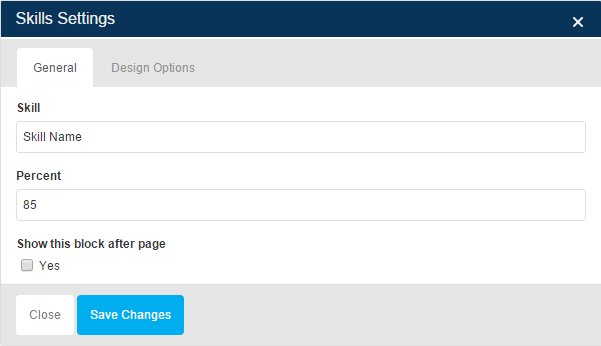 Skills Settings
General Design Options
Skill
Skill Name
Percent
85
Show this block after page
Yes
Close Save Changes